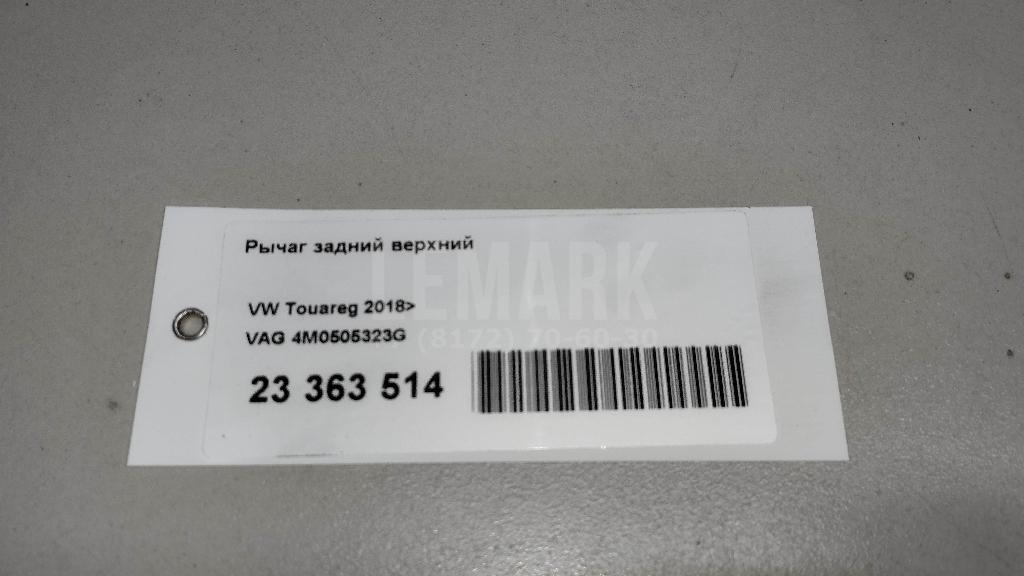 Рычаг задний верхний
LEMARK
VW Touareg 2018>
VAG 4M0505323G
(8172) 70-60-30
23 363 514